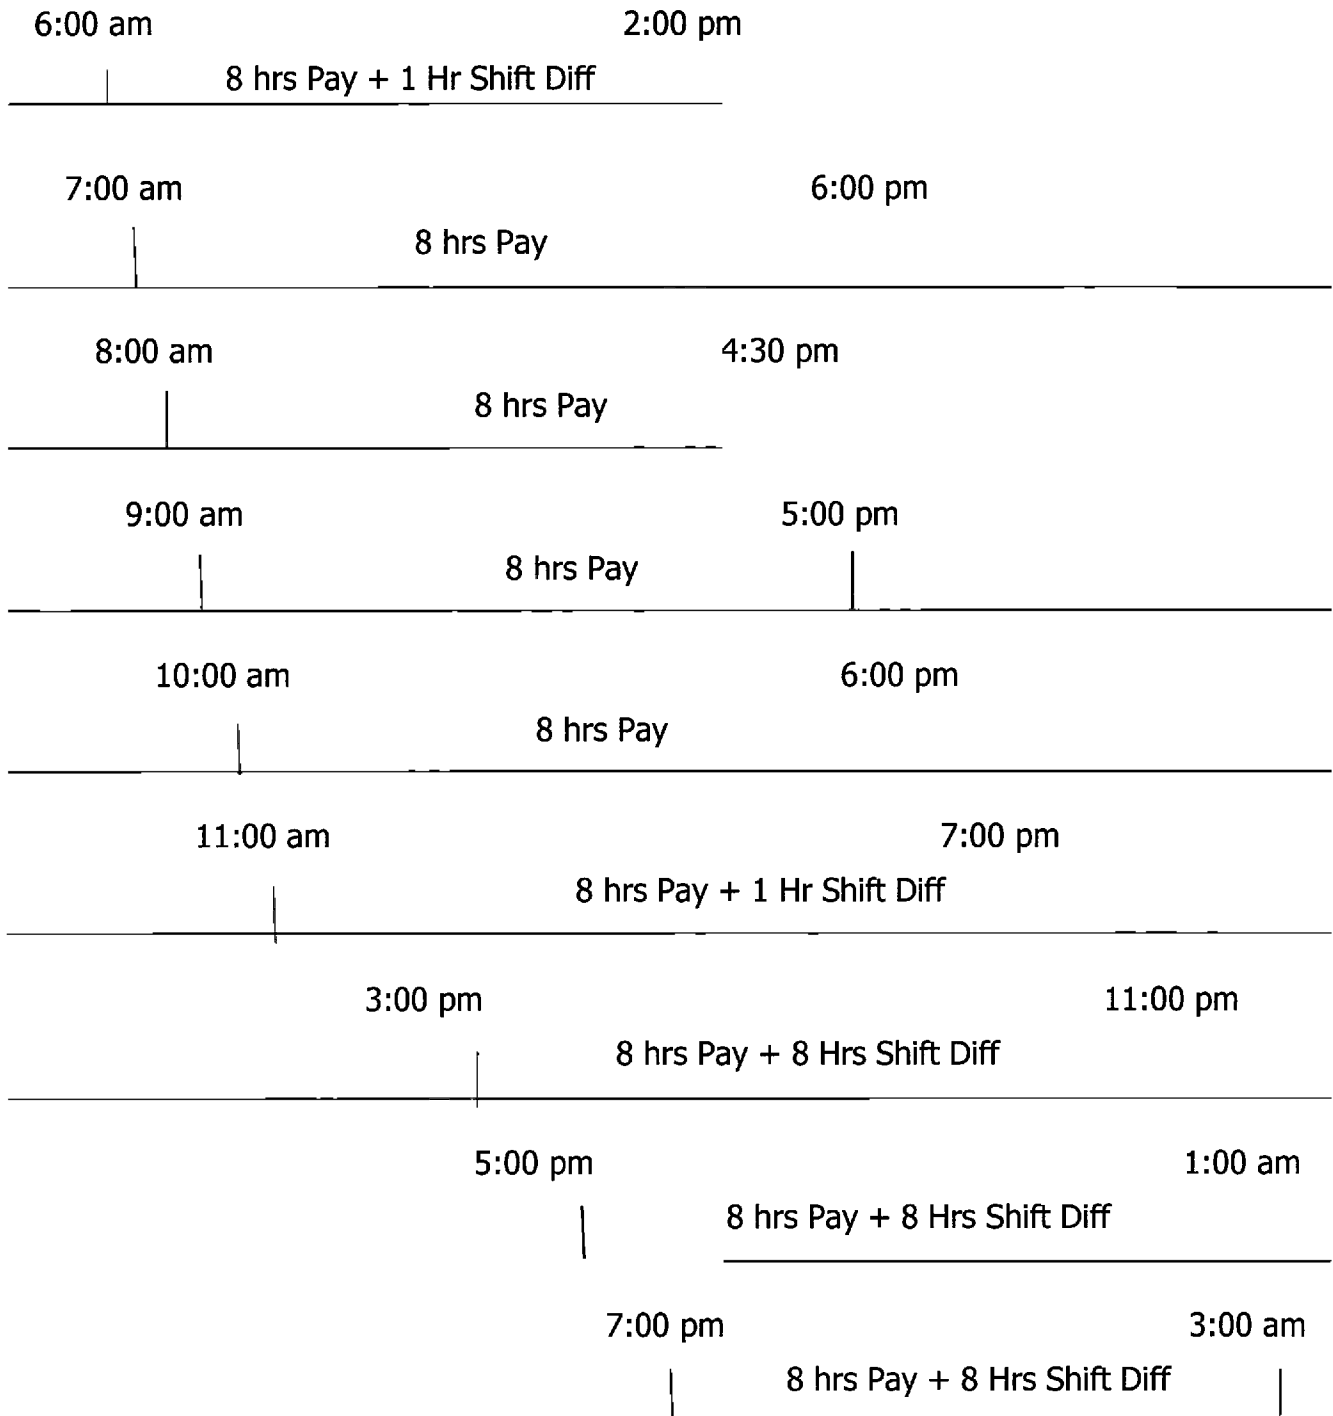 6:00 am 2:00 pm
8 hrs Pay + 1 Hr Shift Diff
7:00 am 6:00 pm
8 hrs Pay
8:00 am 4:30 pm
8 hrs Pay
9:00 am 5:00 pm
8 hrs Pay
10:00 am 6:00 pm
8 hrs Pay
11:00 am 7:00 pm
8 hrs Pay + 1 Hr Shift Diff
3:00 pm 11:00 pm
8 hrs Pay + 8 Hrs Shift Diff
5:00 pm 1:00 am
8 hrs Pay + 8 Hrs Shift Diff
7:00 pm 3:00 am
8 hrs Pay + 8 Hrs Shift Diff